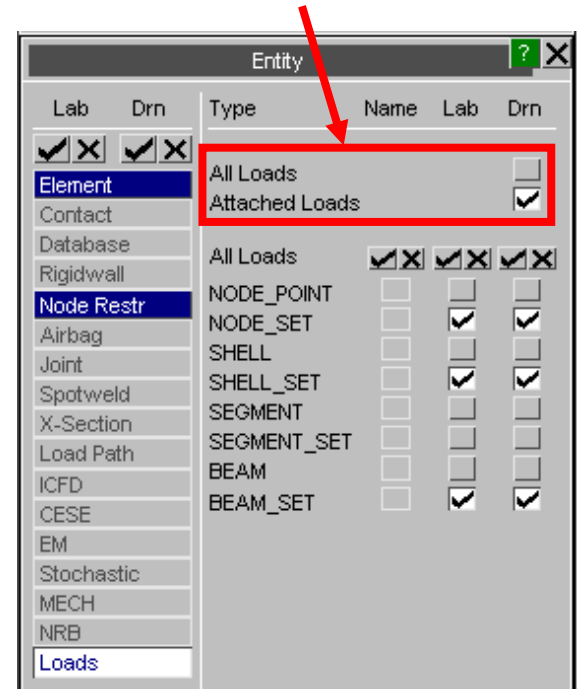 Entity ?
Lab Drn
Element
Contact
Database
Rigidwall
Node Restr
Airbag
Joint
Spotweld
X-Section
Load Path
ICFD
CESE
EM
Stochastic
MECH
NRB
Loads
Type Name Lab Drn
All Loads
Attached Loads
All Loads
NODE_POINT
NODE_SET
SHELL
SHELL_SET
SEGMENT
SEGMENT_SET
BEAM
BEAM_SET